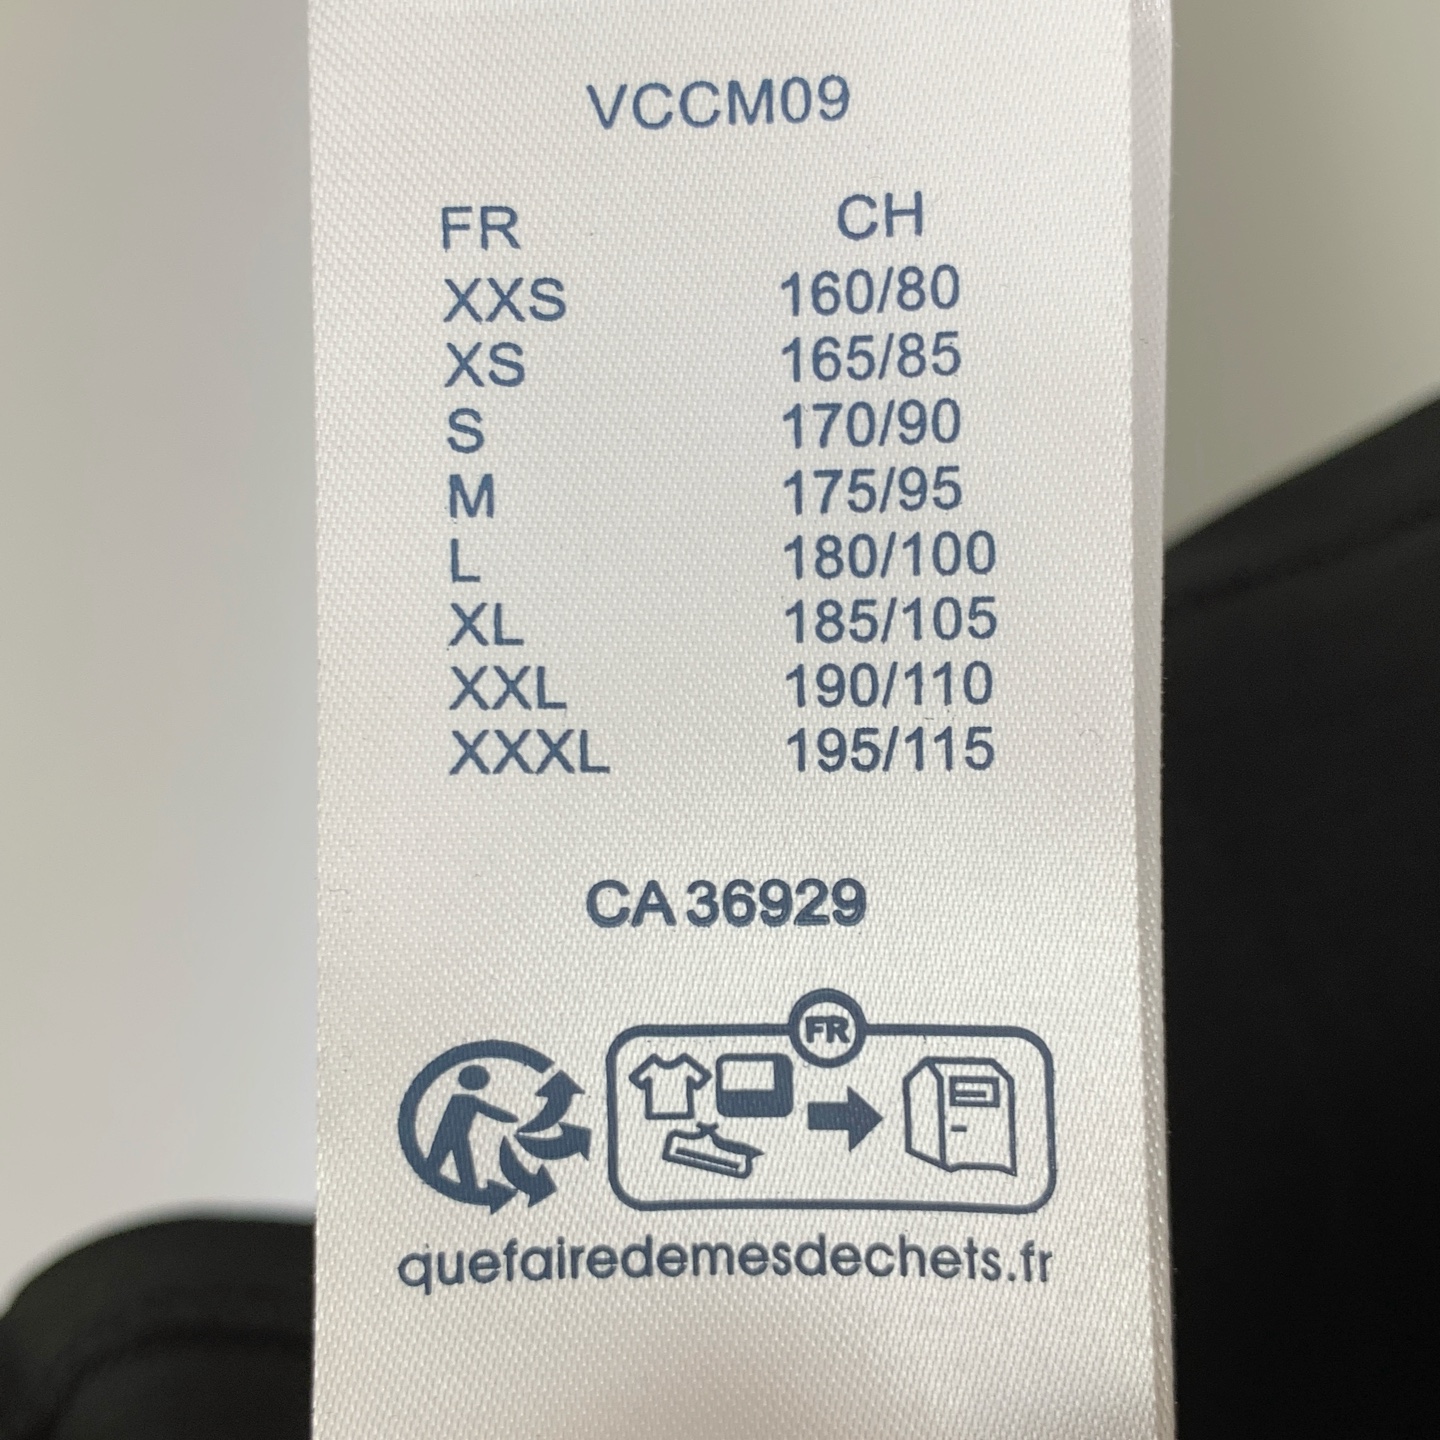 VCCM09
FR CH
XXS 160/80
XS 165/85
S 170/90
M 175/95
L 180/100
XL 185/105
XXL 190/110
XXXL 195/115
CA 36929
FR
quefairedemesdechets.fr